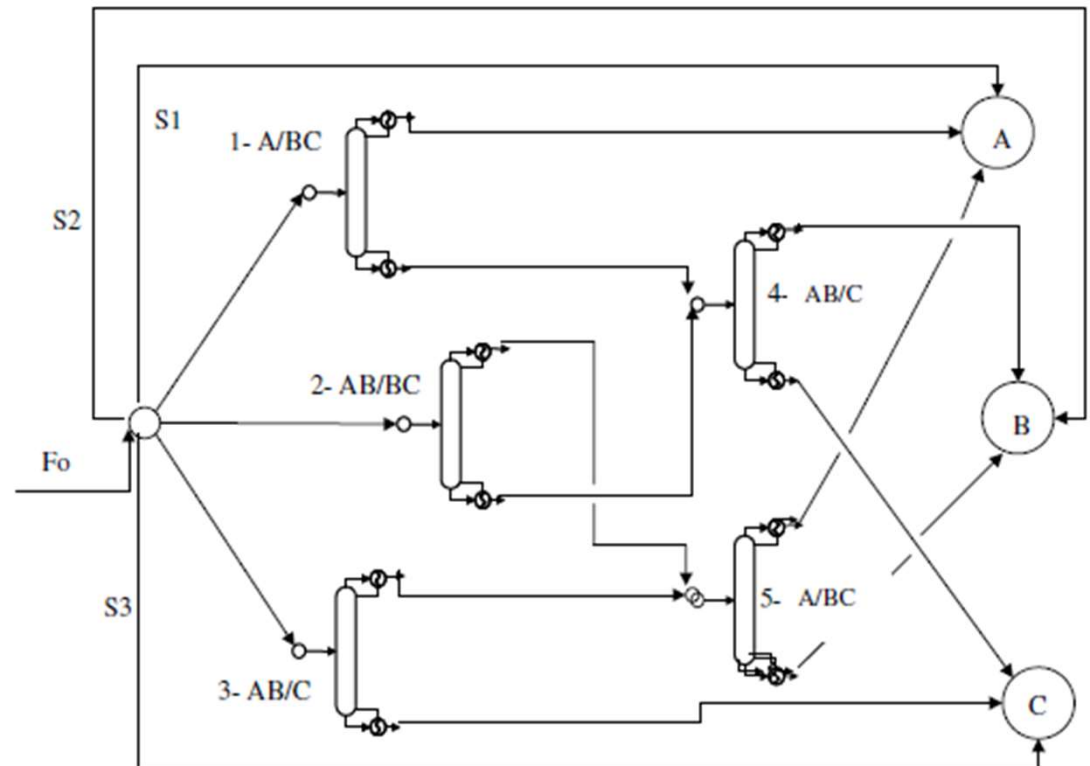 S1
1- A/BC
A
S2
4- AB/C
2- AB/BC
B
Fo
5- A/BC
S3
3- AB/C
C